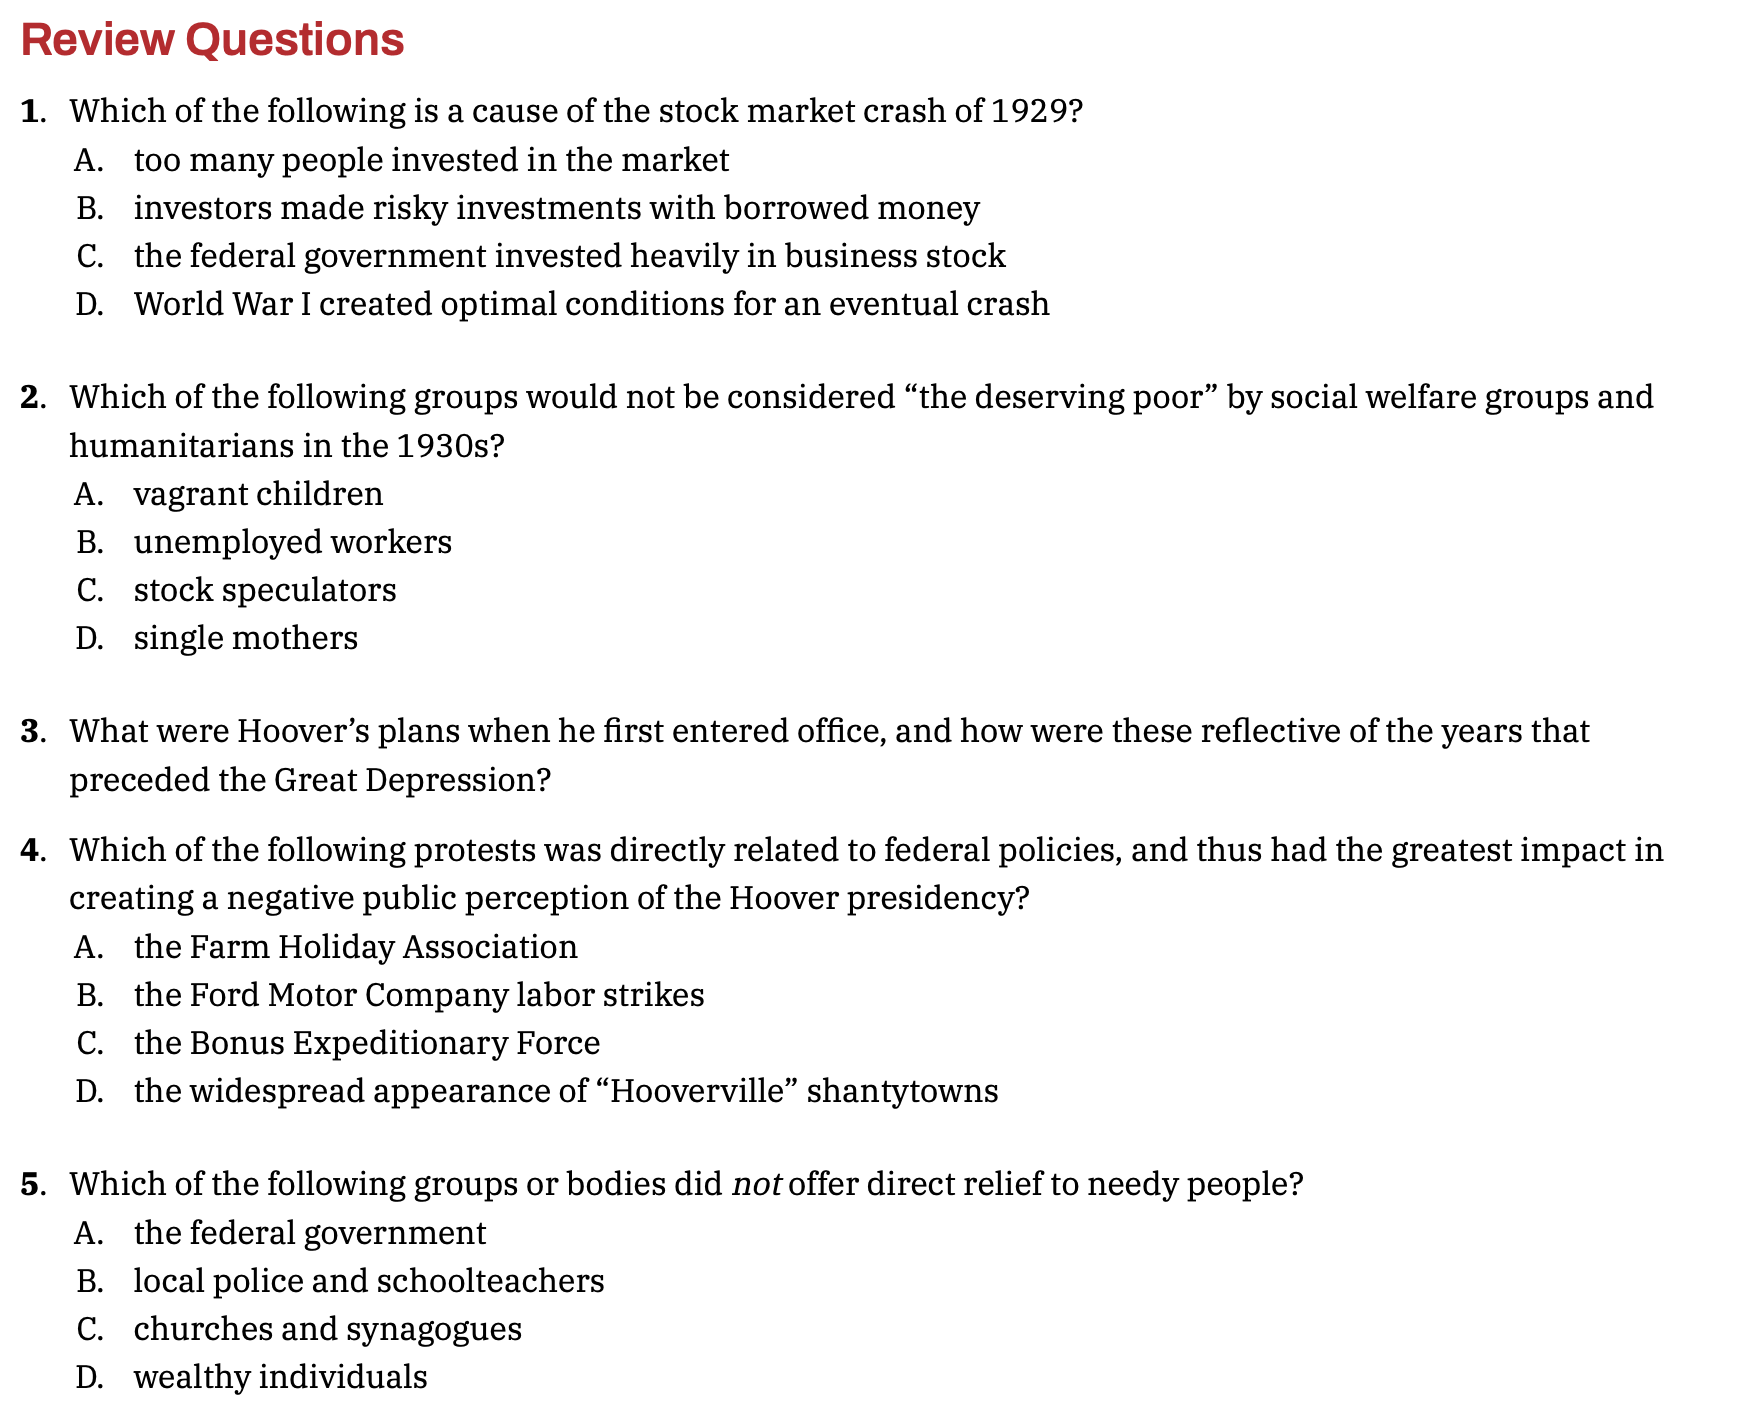 Review Questions
1. Which of the following is a cause of the stock market crash of 1929?
A. too many people invested in the market
B. investors made risky investments with borrowed money
C. the federal government invested heavily in business stock
D. World War I created optimal conditions for an eventual crash
2. Which of the following groups would not be considered “the deserving poor” by social welfare groups and
humanitarians in the 1930s?
A. vagrant children
B. unemployed workers
C. stock speculators
D. single mothers
3. What were Hoover’s plans when he first entered office, and how were these reflective of the years that
preceded the Great Depression?
4. Which of the following protests was directly related to federal policies, and thus had the greatest impact in
creating a negative public perception of the Hoover presidency?
A. the Farm Holiday Association
B. the Ford Motor Company labor strikes
C. the Bonus Expeditionary Force
D. the widespread appearance of “Hooverville” shantytowns
5. Which of the following groups or bodies did not offer direct relief to needy people?
A. the federal government
B. local police and schoolteachers
C. churches and synagogues
D. wealthy individuals